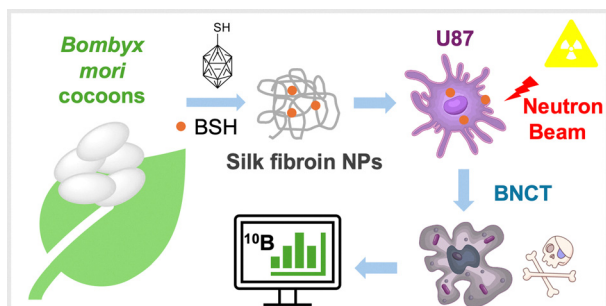 Bombyx
mori
cocoons
SH
BSH
Silk fibroin NPs
U87
Neutron
Beam
BNCT
¹⁰B